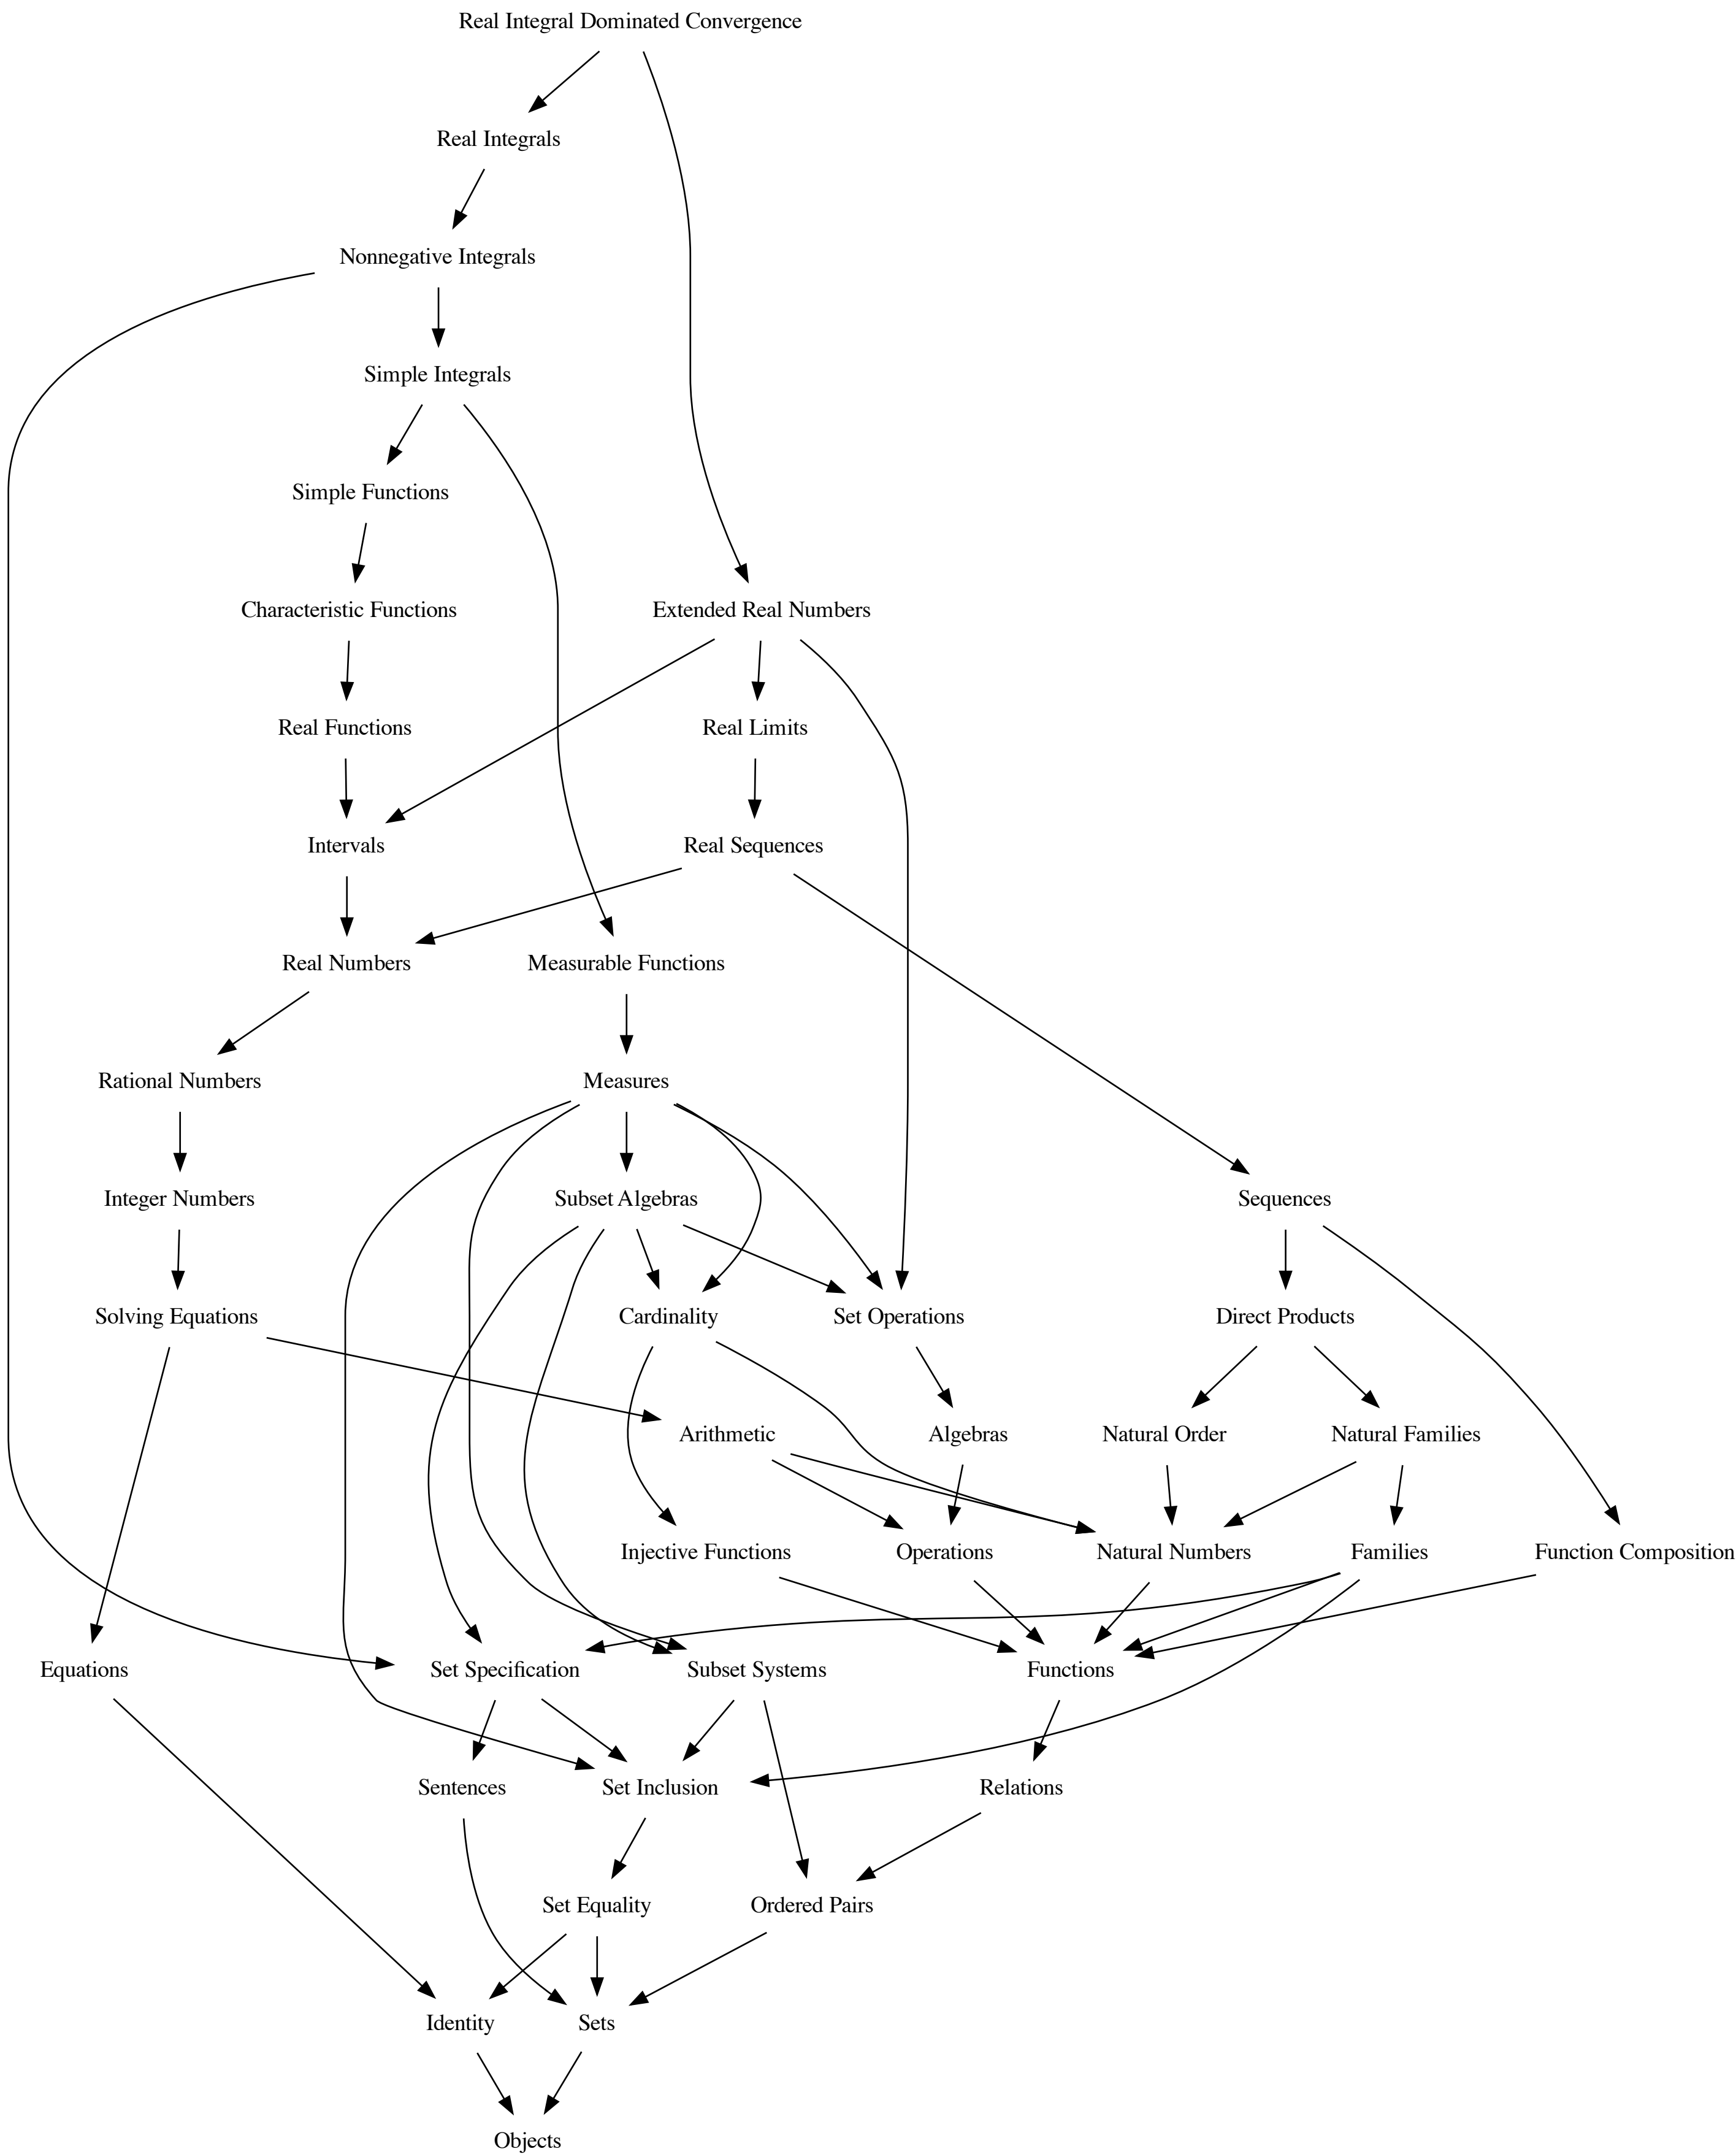 Real Integral Dominated Convergence
Real Integrals
Nonnegative Integrals
Simple Integrals
Simple Functions
Characteristic Functions
Extended Real Numbers
Real Functions
Real Limits
Intervals
Real Sequences
Real Numbers
Measurable Functions
Rational Numbers
Measures
Integer Numbers
Subset Algebras
Sequences
Solving Equations
Cardinality
Set Operations
Direct Products
Arithmetic
Algebras
Natural Order
Natural Families
Injective Functions
Operations
Natural Numbers
Families
Function Composition
Equations
Set Specification
Subset Systems
Functions
Sentences
Set Inclusion
Relations
Set Equality
Ordered Pairs
Identity
Sets
Objects